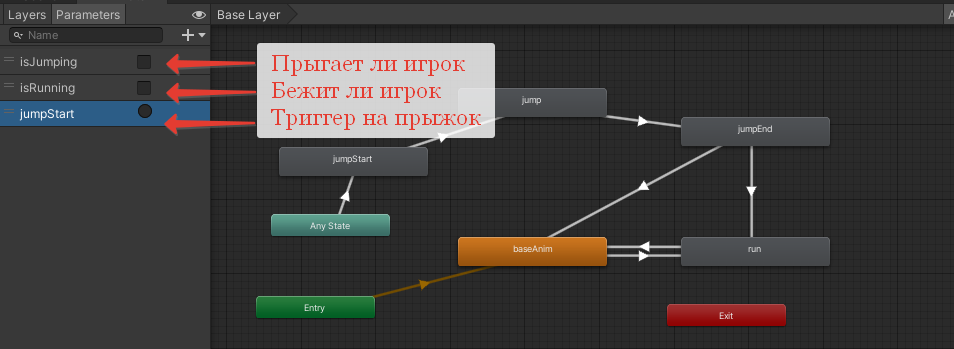 Layers Parameters
Base Layer
A
Name
isJumping
isRunning
jumpStart
Прыгает ли игрок
Бежит ли игрок
Триггер на прыжок
jump
jumpEnd
jumpStart
Any State
baseAnim
run
Entry
Exit